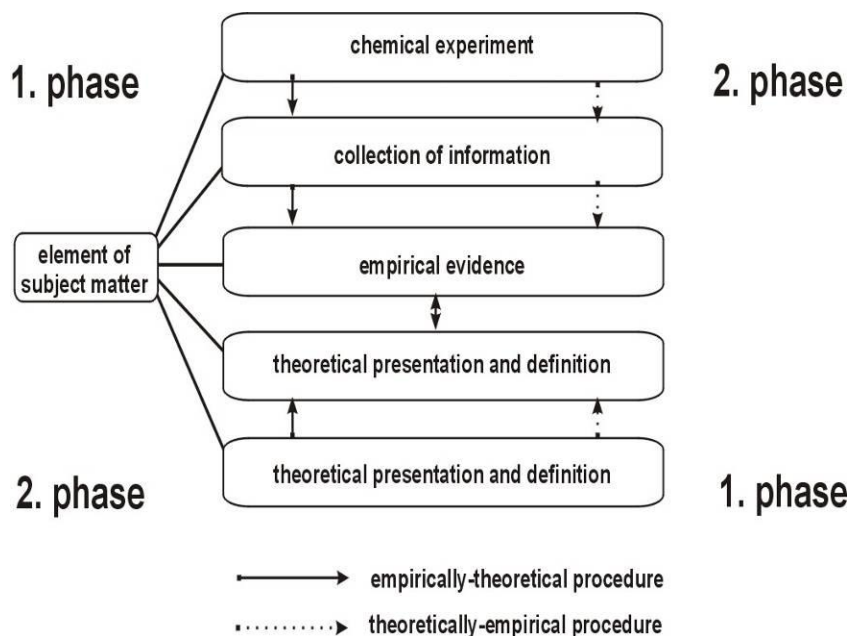 chemical experiment
1. phase
2. phase
collection of information
element of
subject matter
empirical evidence
theoretical presentation and definition
theoretical presentation and definition
2. phase
1. phase
empirically-theoretical procedure
theoretically-empirical procedure